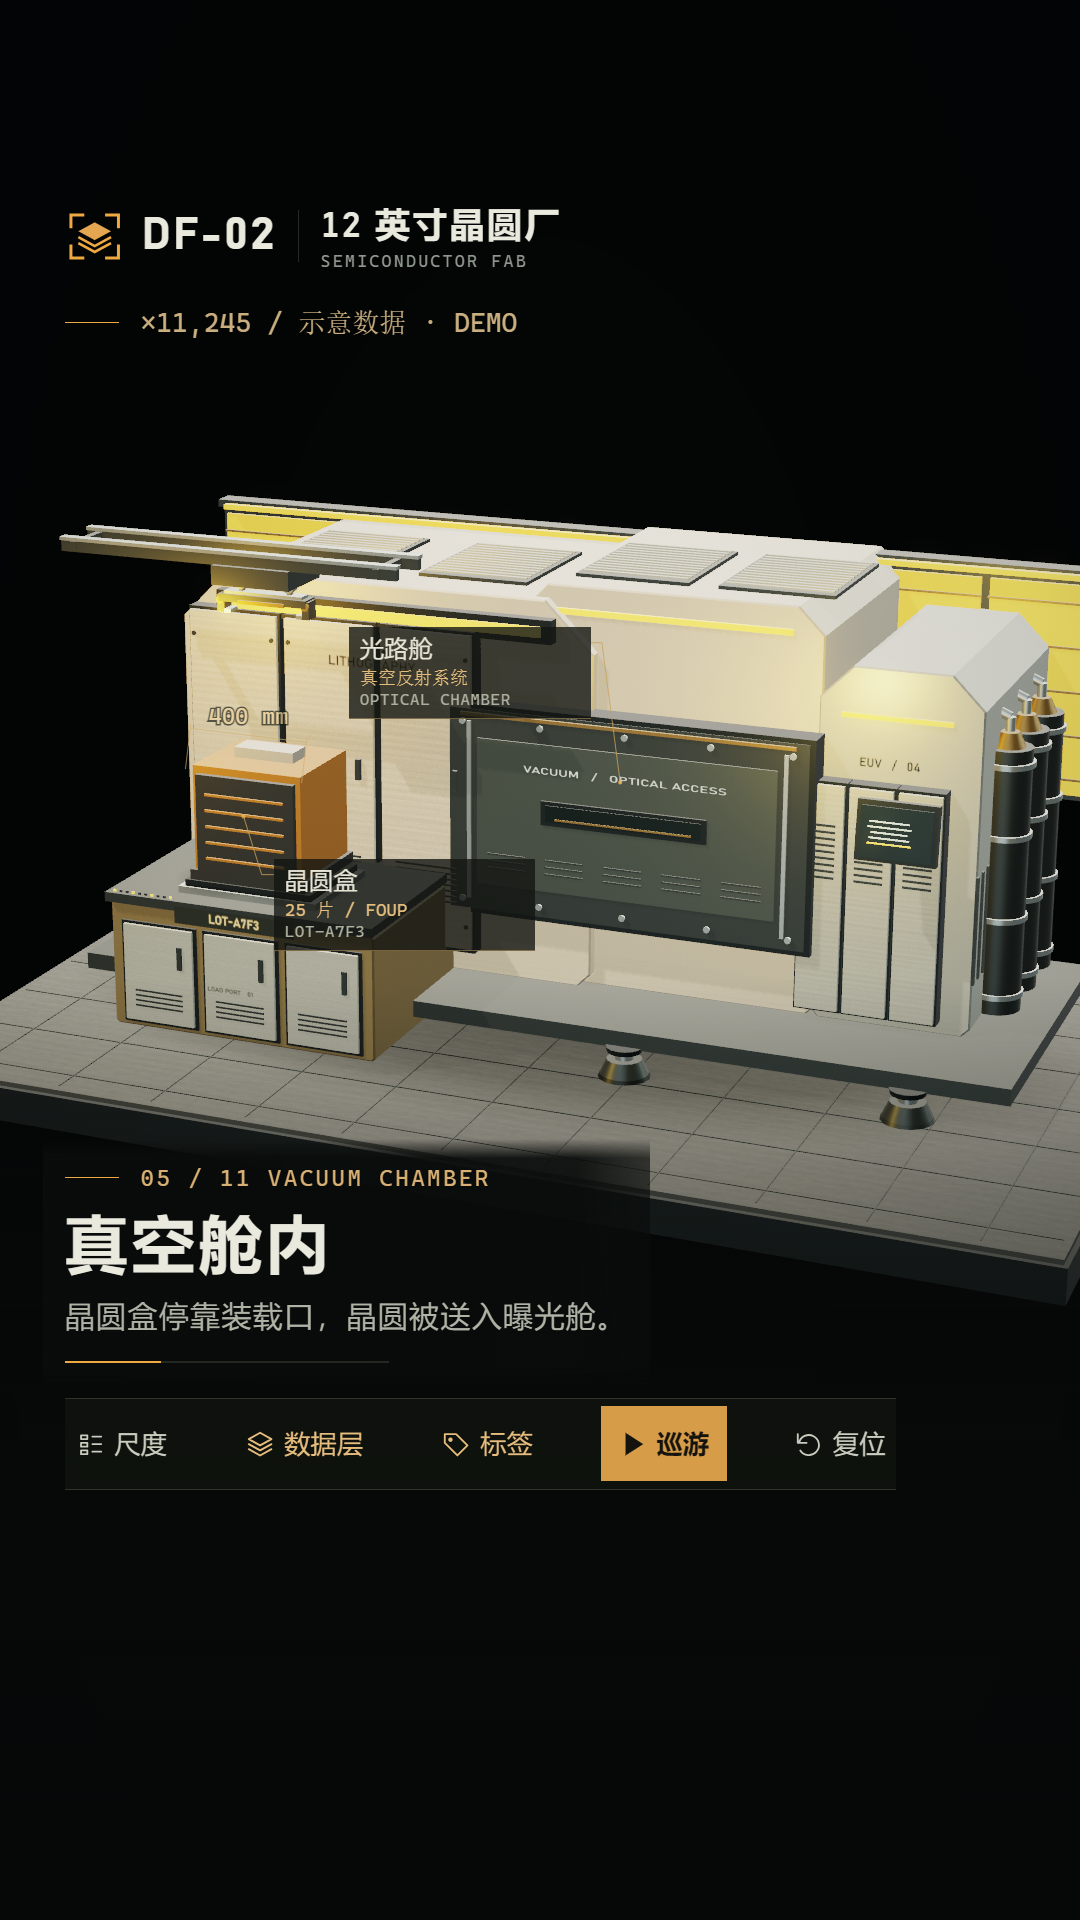 DF-02
12 英寸晶圆厂
SEMICONDUCTOR FAB
×11,245 / 示意数据 · DEMO
光路舱
真空反射系统
OPTICAL CHAMBER
400 mm
VACUUM / OPTICAL ACCESS
EUV / 04
晶圆盒
25 片 / FOUP
LOT-A7F3
LOT-A7F3
LOAD PORT 01
05 / 11 VACUUM CHAMBER
真空舱内
晶圆盒停靠装载口，晶圆被送入曝光舱。
尺度
数据层
标签
巡游
复位